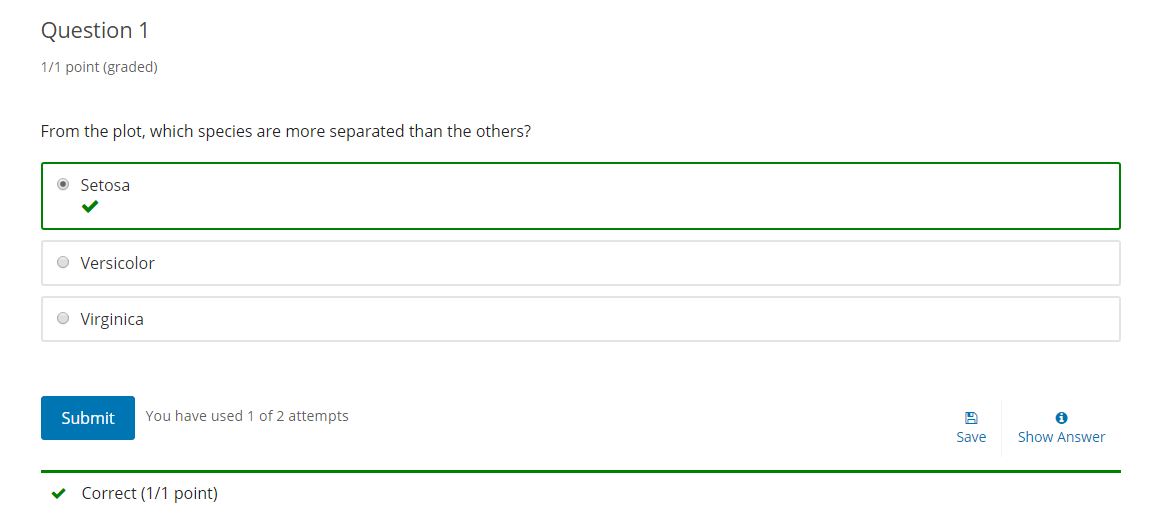 Question 1
1/1 point (graded)
From the plot, which species are more separated than the others?
Setosa
Versicolor
Virginica
Submit
You have used 1 of 2 attempts
Save
Show Answer
Correct (1/1 point)